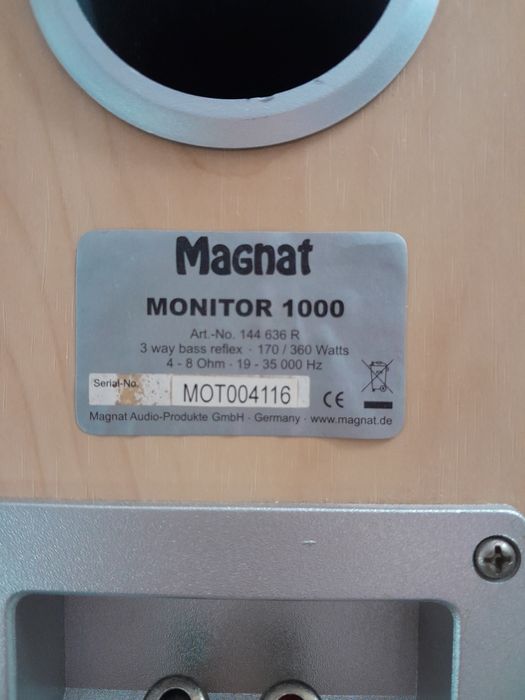 Magnat
MONITOR 1000
Art.-No. 144 636 R
3 way bass reflex · 170 / 360 Watts
4 - 8 Ohm · 19 - 35 000 Hz
Serial-No. MOT004116 CE
Magnat Audio-Produkte GmbH · Germany · www.magnat.de